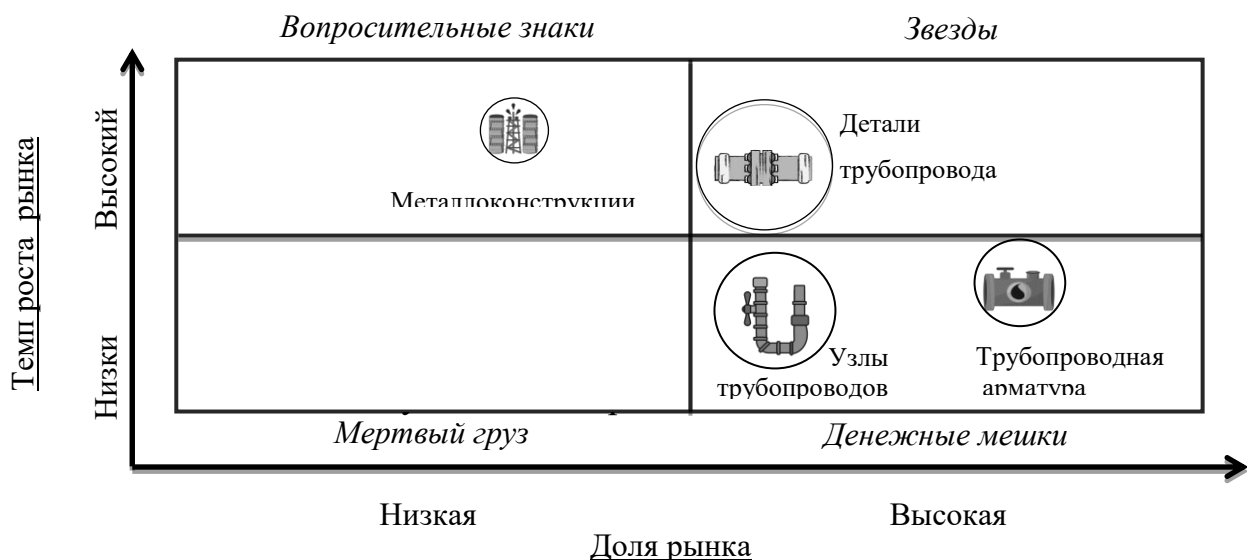 Вопросительные знаки
Звезды
Темп роста рынка
Высокий
Низки
Детали
трубопровода
Металлоконструкции
Узлы
трубопроводов
Трубопроводная
арматура
Мертвый груз
Денежные мешки
Низкая
Высокая
Доля рынка